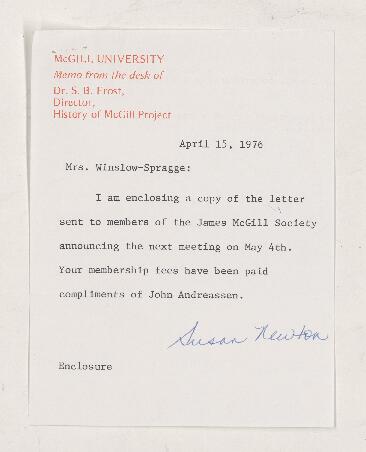 McGILL UNIVERSITY
Memo from the desk of
Dr. S. B. Frost,
Director,
History of McGill Project
April 15, 1976
Mrs. Winslow-Spragge:
I am enclosing a copy of the letter
sent to members of the James McGill Society
announcing the next meeting on May 4th.
Your membership fees have been paid
compliments of John Andreassen.
Susan Newton
Enclosure